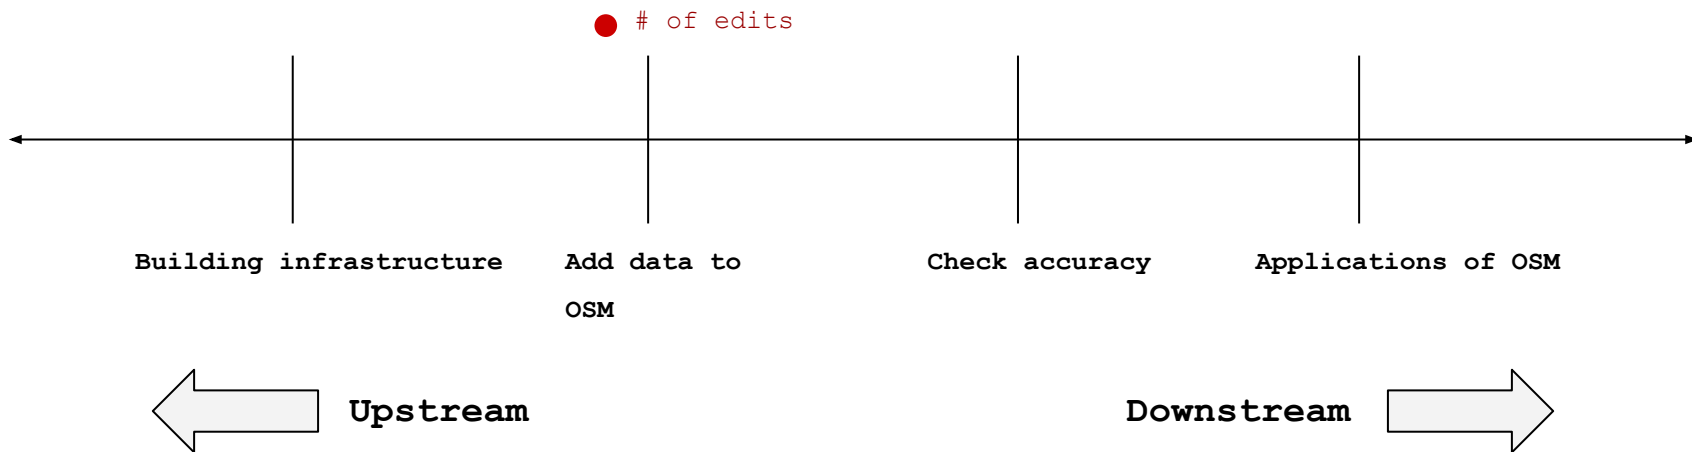 # of edits
Building infrastructure
Add data to
OSM
Check accuracy
Applications of OSM
Upstream
Downstream